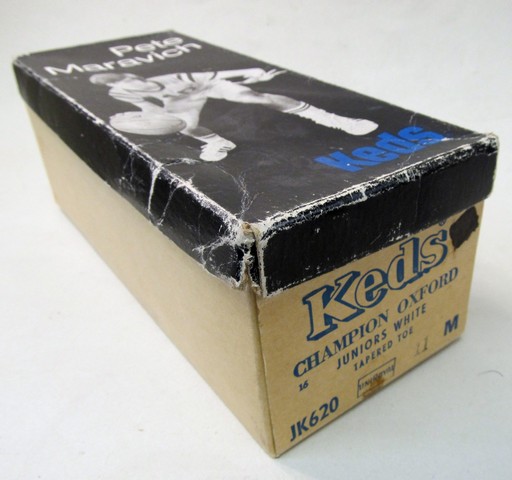 Pete
Maravich
Keds
Keds
CHAMPION OXFORD
16 JUNIORS WHITE
TAPERED TOE
11 M
JK620